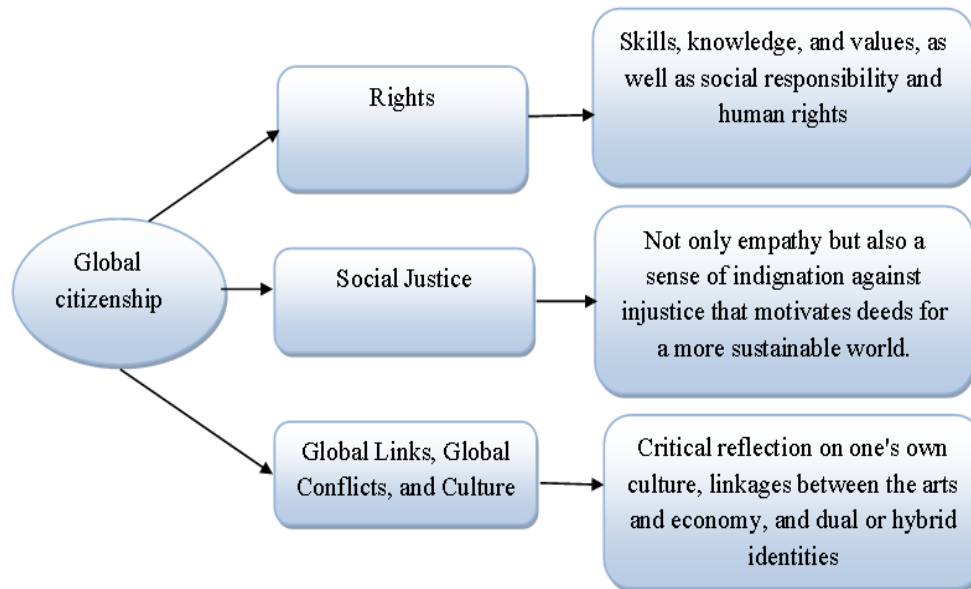 Global
citizenship
Rights
Skills, knowledge, and values, as
well as social responsibility and
human rights
Social Justice
Not only empathy but also a
sense of indignation against
injustice that motivates deeds for
a more sustainable world.
Global Links, Global
Conflicts, and Culture
Critical reflection on one's own
culture, linkages between the arts
and economy, and dual or hybrid
identities